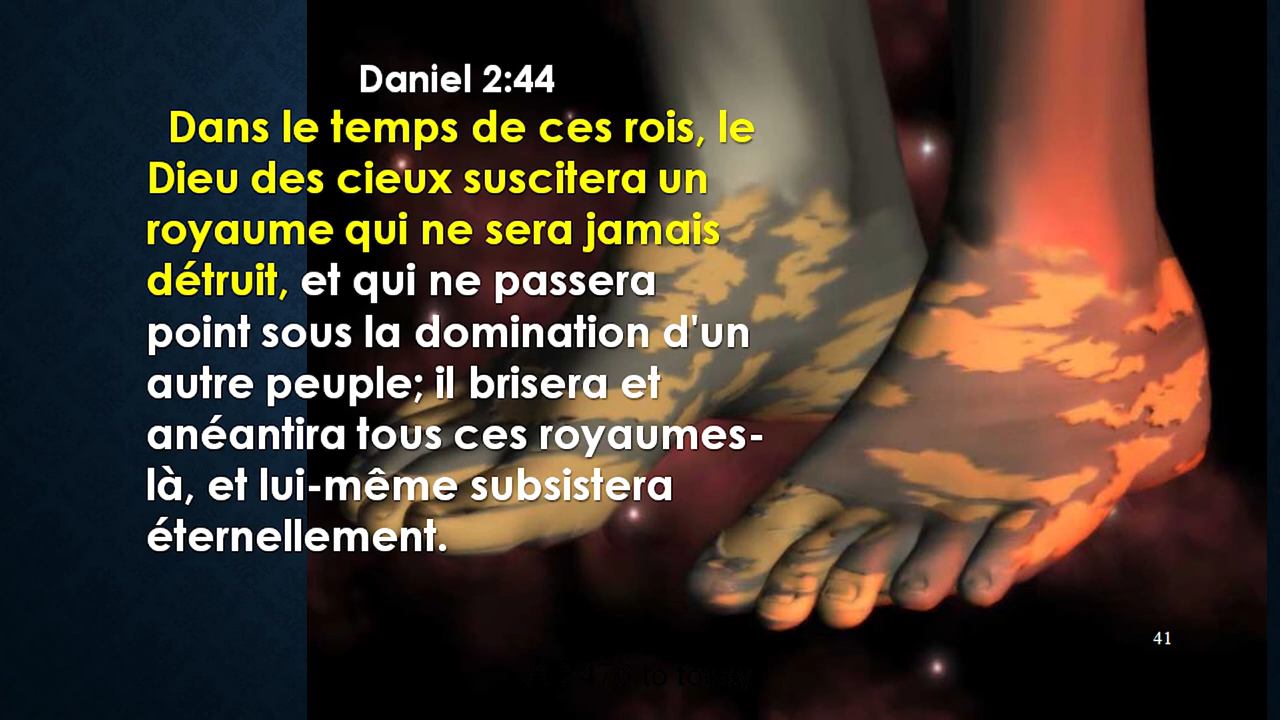 Daniel 2:44
Dans le temps de ces rois, le
Dieu des cieux suscitera un
royaume qui ne sera jamais
détruit, et qui ne passera
point sous la domination d'un
autre peuple; il brisera et
anéantira tous ces royaumes-
là, et lui-même subsistera
éternellement.
41
to today